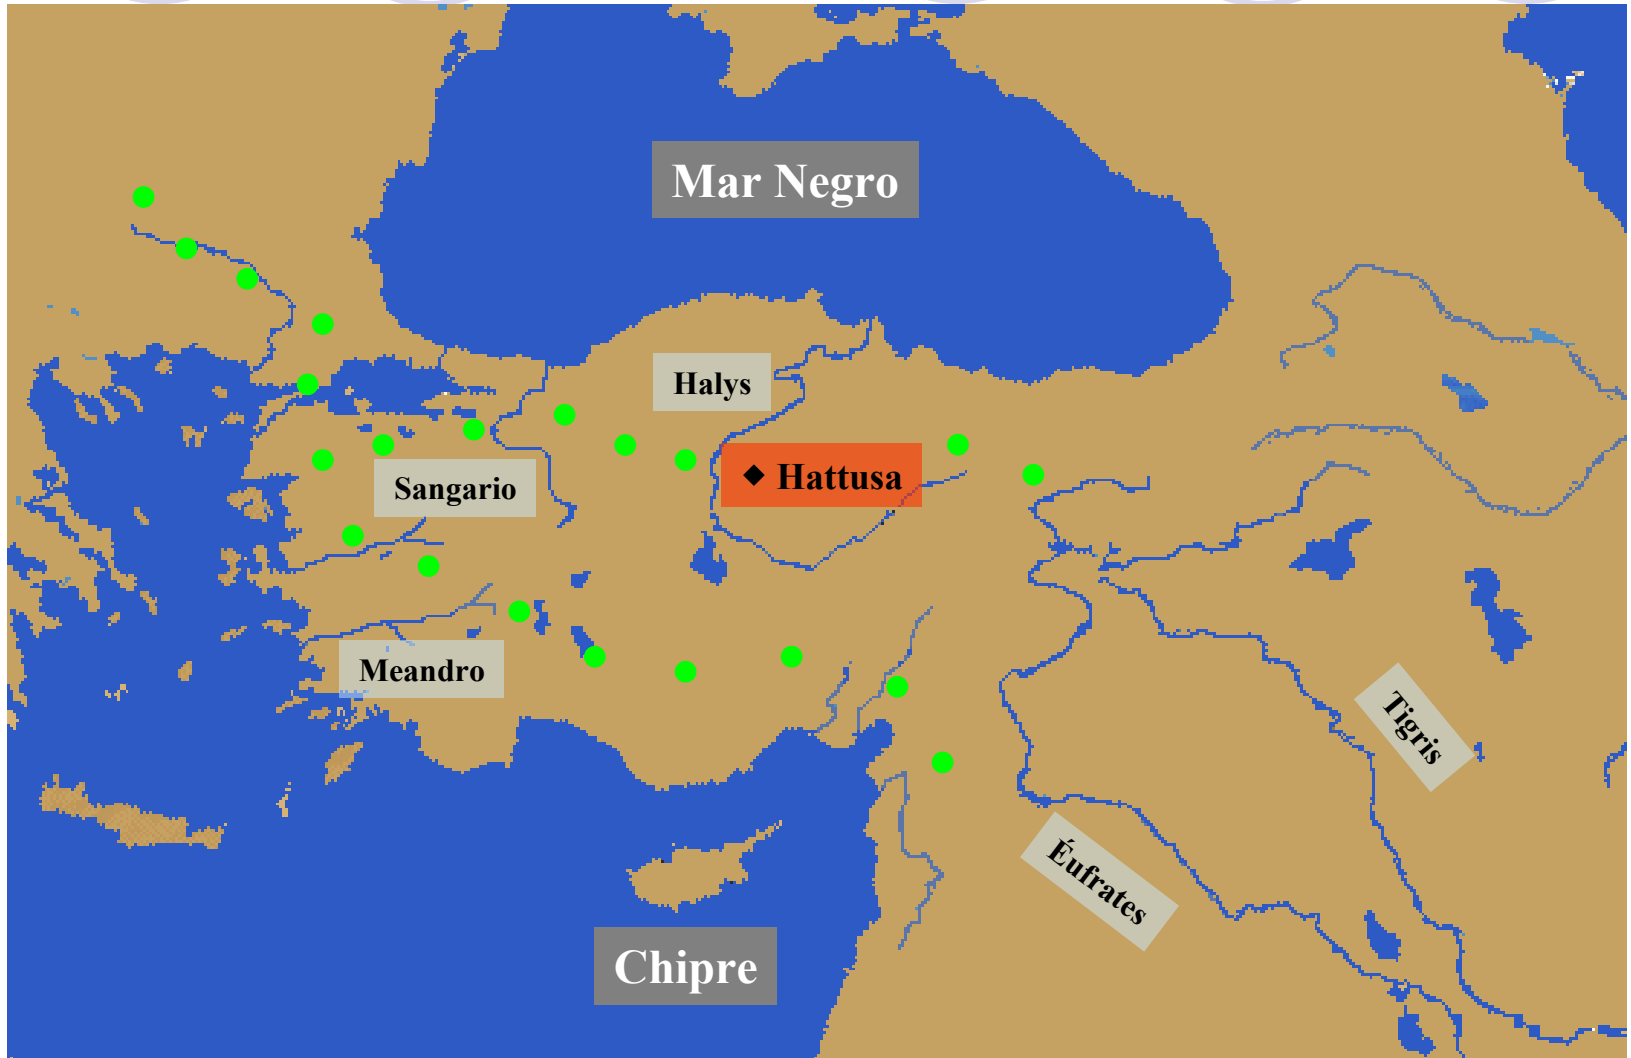 Mar Negro
Halys
◆ Hattusa
Sangario
Meandro
Tigris
Éufrates
Chipre